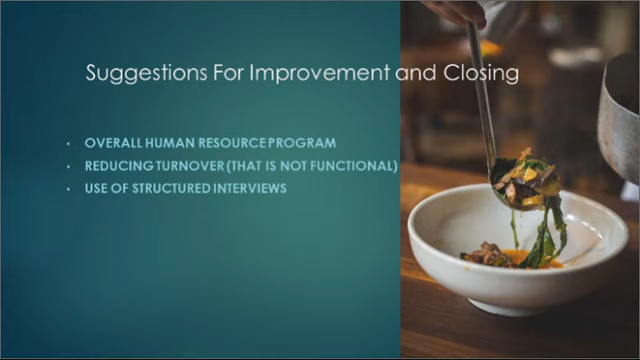 Suggestions For Improvement and Closing
• OVERALL HUMAN RESOURCE PROGRAM
• REDUCING TURNOVER (THAT IS NOT FUNCTIONAL)
• USE OF STRUCTURED INTERVIEWS